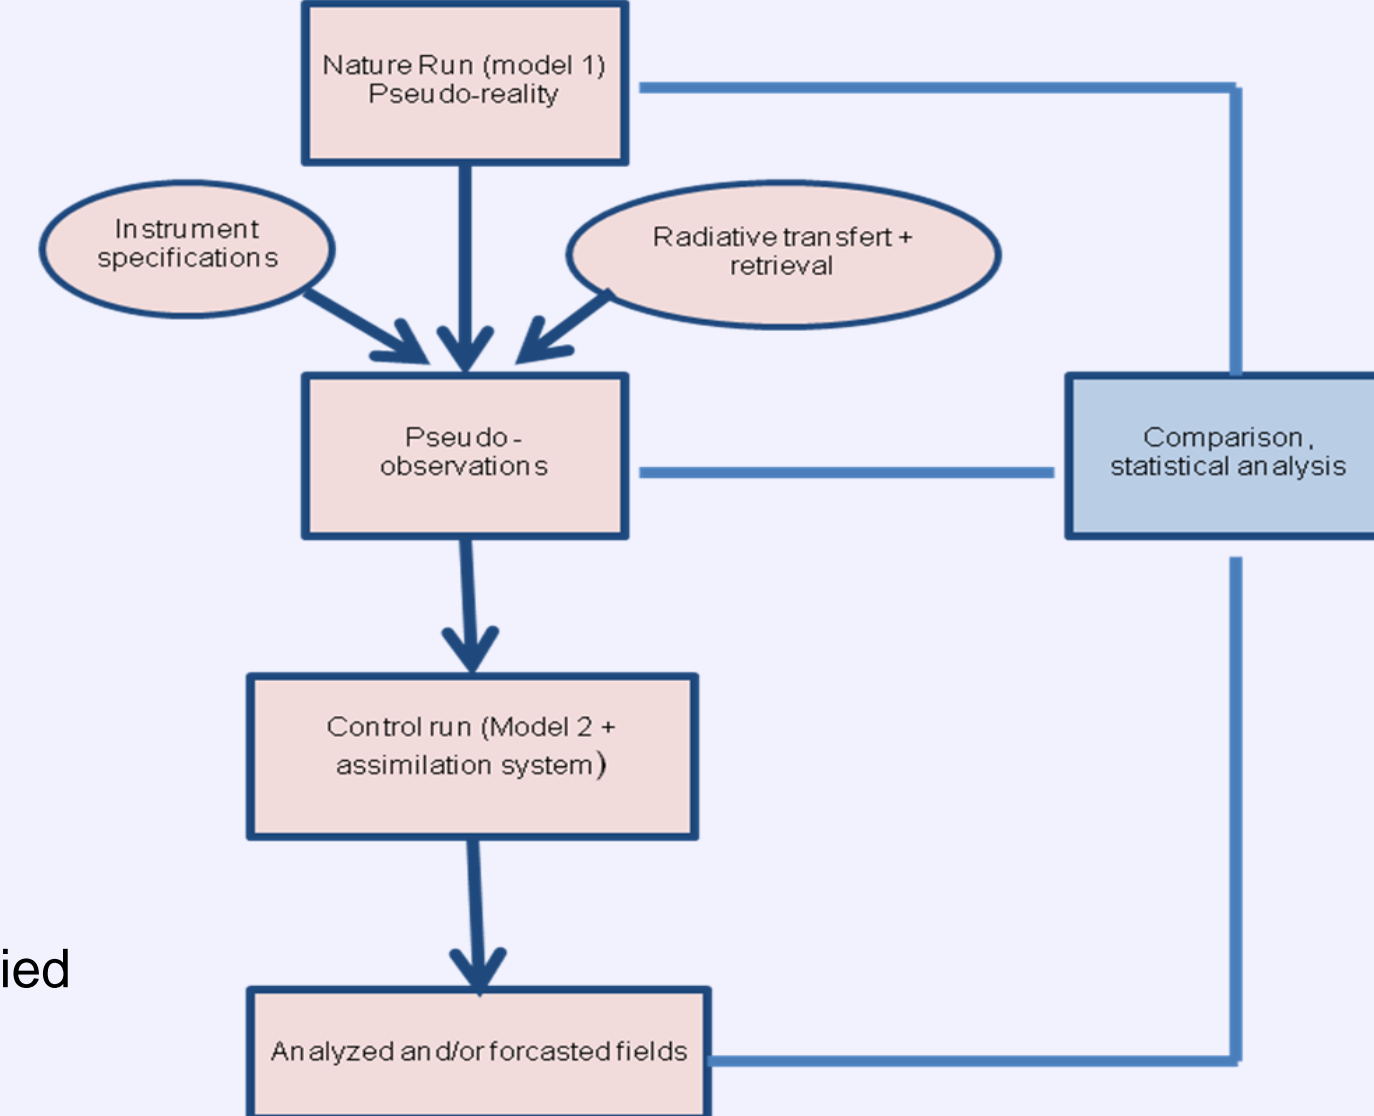 Nature Run (model 1)
Pseudo-reality
Instrument
specifications
Radiative transfert +
retrieval
Pseudo-
observations
Comparison,
statistical analysis
Control run (Model 2 +
assimilation system)
ied
Analyzed and/or forcasted fields